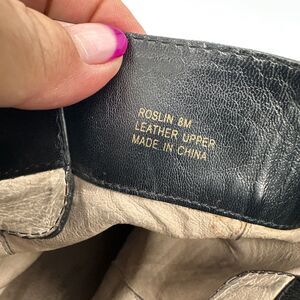 ROSLIN 8M
LEATHER UPPER
MADE IN CHINA